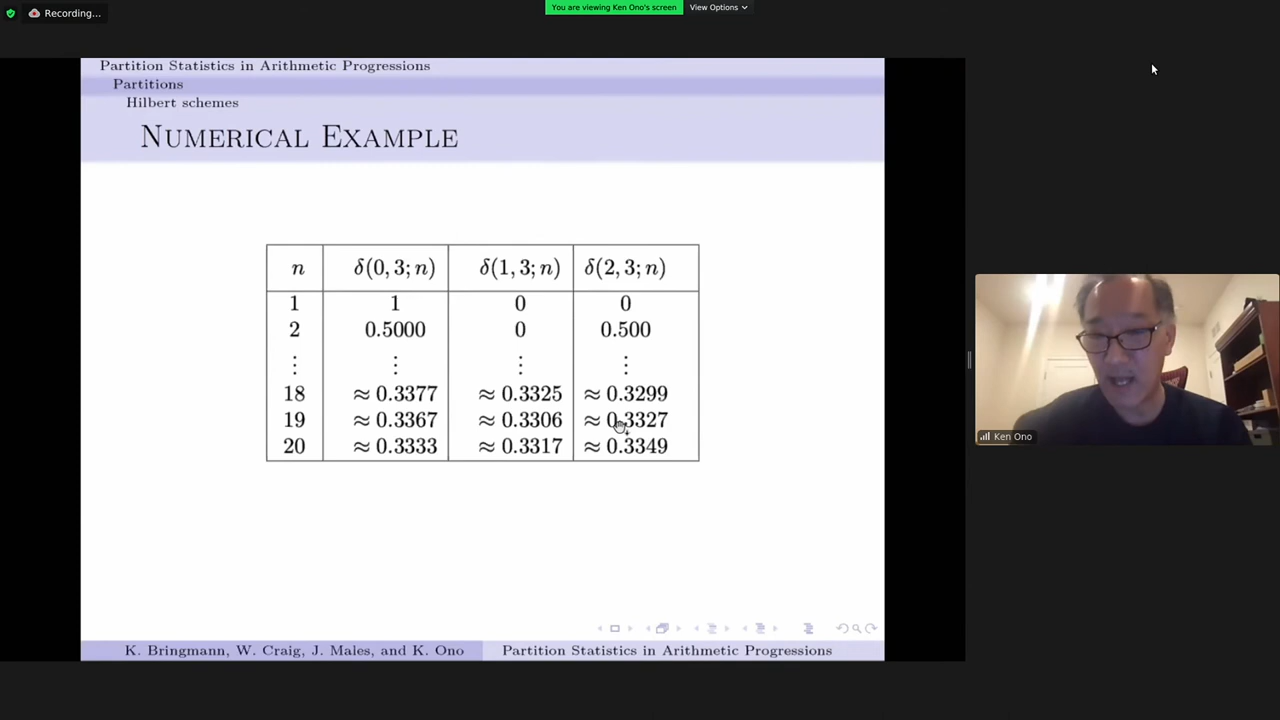 Recording...
You are viewing Ken Ono's screen View Options
Partition Statistics in Arithmetic Progressions
Partitions
Hilbert schemes
NUMERICAL EXAMPLE
n δ(0, 3; n) δ(1, 3; n) δ(2, 3; n)
1 1 0 0
2 0.5000 0 0.500
⋮ ⋮ ⋮ ⋮
18 ≈ 0.3377 ≈ 0.3325 ≈ 0.3299
19 ≈ 0.3367 ≈ 0.3306 ≈ 0.3327
20 ≈ 0.3333 ≈ 0.3317 ≈ 0.3349
Ken Ono
K. Bringmann, W. Craig, J. Males, and K. Ono Partition Statistics in Arithmetic Progressions